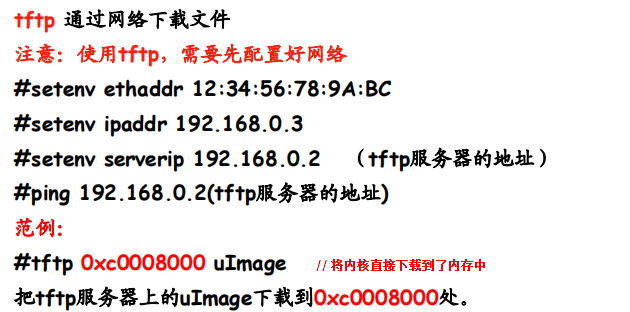 tftp 通过网络下载文件
注意：使用tftp，需要先配置好网络
#setenv ethaddr 12:34:56:78:9A:BC
#setenv ipaddr 192.168.0.3
#setenv serverip 192.168.0.2 （tftp服务器的地址）
#ping 192.168.0.2(tftp服务器的地址)
范例：
#tftp 0xc0008000 uImage // 将内核直接下载到了内存中
把tftp服务器上的uImage下载到0xc0008000处。